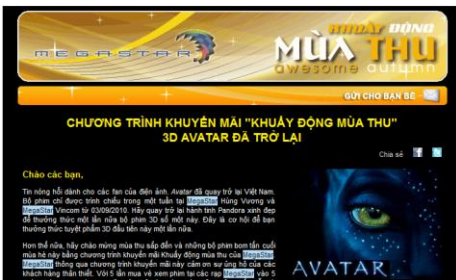 MEGASTAR
KHUẤY ĐỘNG
MÙA THU
awesome autumn
GỬI CHO BẠN BÈ
CHƯƠNG TRÌNH KHUYẾN MÃI "KHUẤY ĐỘNG MÙA THU"
3D AVATAR ĐÃ TRỞ LẠI
Chia sẻ
Chào các bạn,
Tin nóng hổi dành cho các fan của điện ảnh. Avatar đã quay trở lại Việt Nam.
Bộ phim chỉ được trình chiếu trong một tuần tại MegaStar Hùng Vương và
MegaStar Vincom từ 03/09/2010. Hãy quay trở lại hành tinh Pandora xinh đẹp
để thưởng thức một lần nữa bộ phim 3D số một này. Đây là cơ hội để bạn
thưởng thức tuyệt phẩm 3D đầu tiên này một lần nữa.
Hơn thế nữa, hãy chào mừng mùa thu sắp đến và những bộ phim bom tấn cuối
mùa hè này bằng chương trình khuyến mãi Khuấy động mùa thu của MegaStar.
MegaStar thông qua chương trình khuyến mãi này cám ơn sự ủng hộ của các
khách hàng thân thiết. Với 5 lần mua vé xem phim tại các rạp MegaStar vào 5
AVATAR